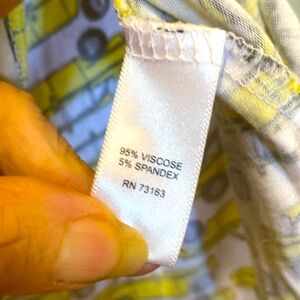 95% VISCOSE
5% SPANDEX
RN 73163